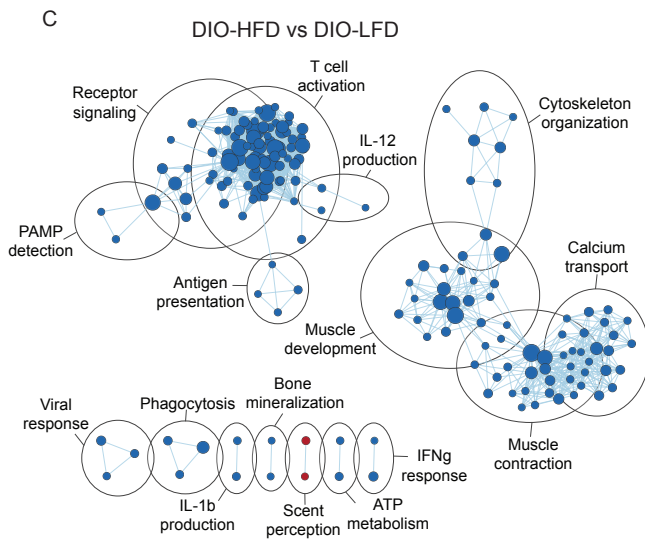 C
DIO-HFD vs DIO-LFD
Receptor
signaling
T cell
activation
IL-12
production
Cytoskeleton
organization
PAMP
detection
Antigen
presentation
Calcium
transport
Muscle
development
Muscle
contraction
Viral
response
Phagocytosis
Bone
mineralization
IL-1b
production
Scent
perception
ATP
metabolism
IFNg
response